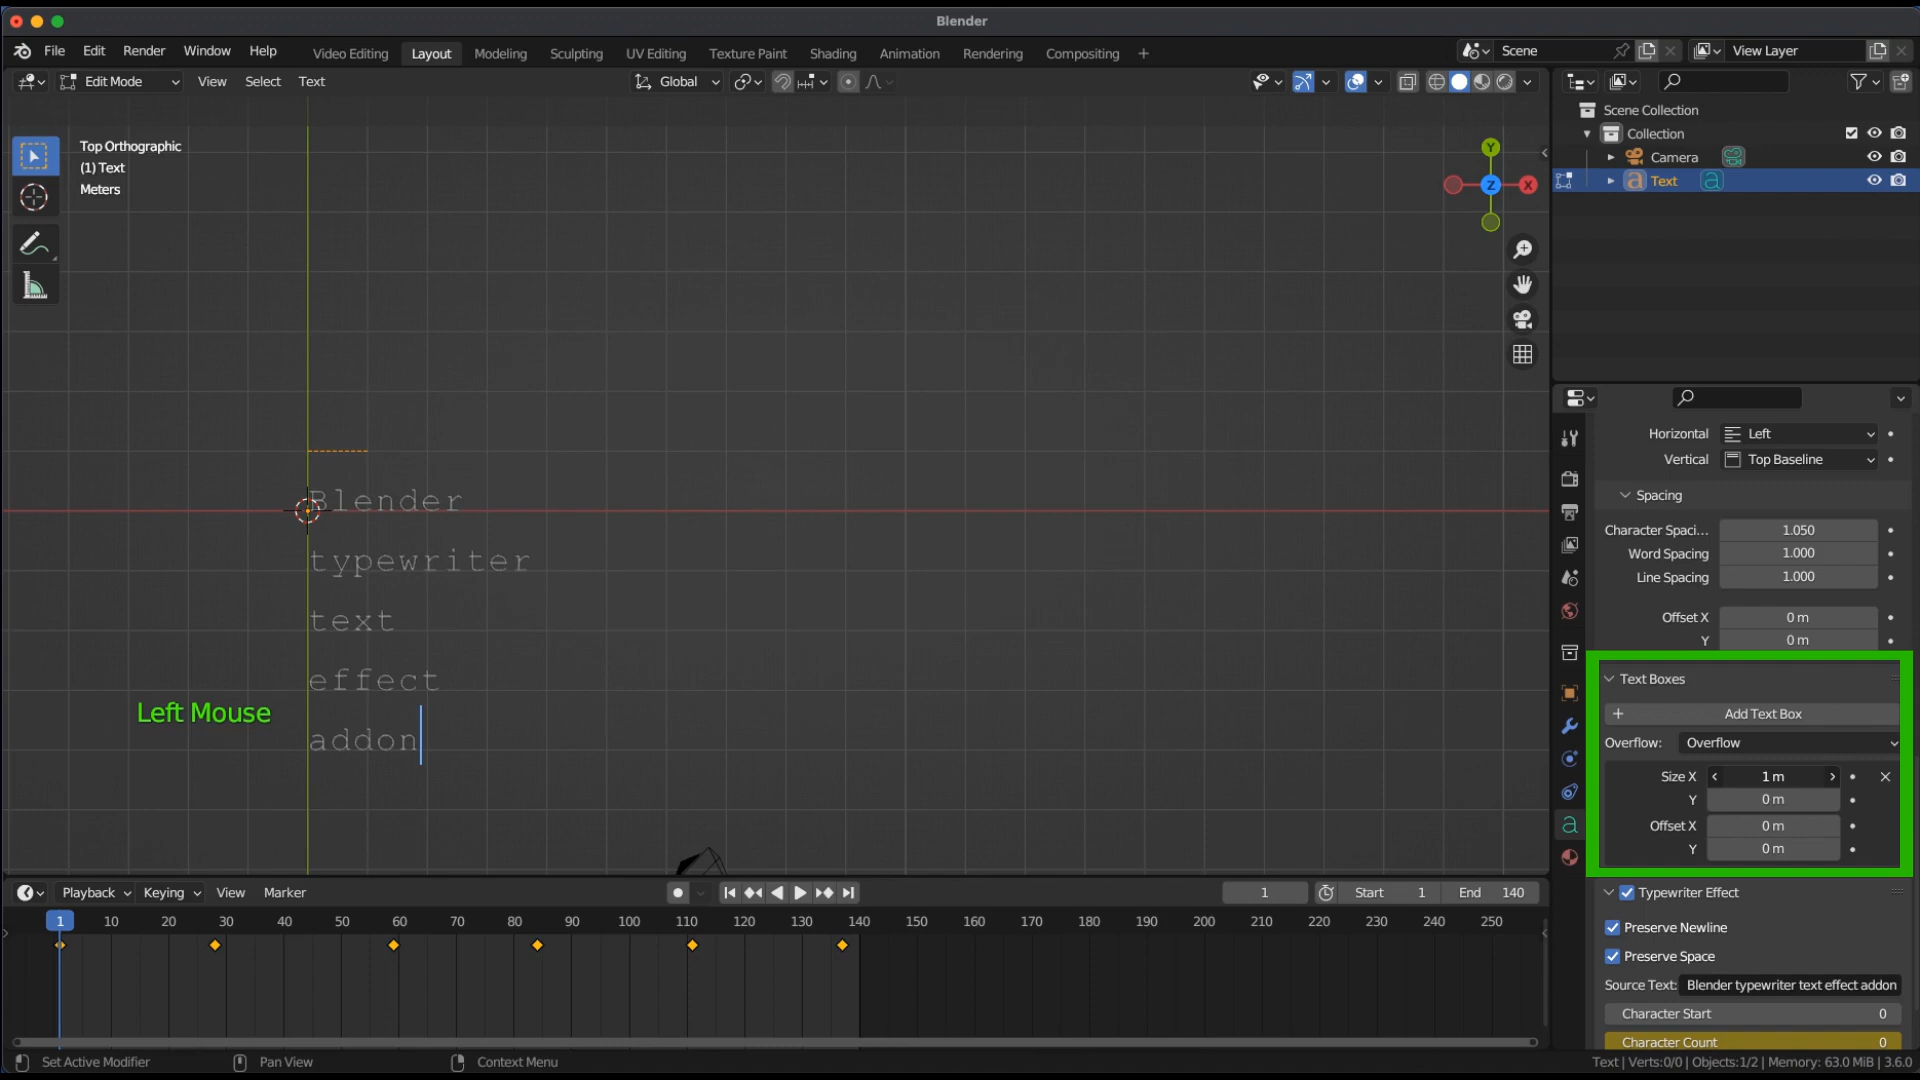 Blender
File Edit Render Window Help
Video Editing Layout Modeling Sculpting UV Editing Texture Paint Shading Animation Rendering Compositing +
Scene
View Layer
Edit Mode View Select Text
Global
Top Orthographic
(1) Text
Meters
Y
Z
X
Scene Collection
Collection
Camera
Text
Horizontal Left
Vertical Top Baseline
Spacing
Character Spaci... 1.050
Word Spacing 1.000
Line Spacing 1.000
Offset X 0 m
Y 0 m
Text Boxes
+ Add Text Box
Overflow: Overflow
Size X < 1 m >
Y 0 m
Offset X 0 m
Y 0 m
Typewriter Effect
Preserve Newline
Preserve Space
Source Text: Blender typewriter text effect addon
Character Start 0
Character Count 0
Blender
typewriter
text
effect
addon
Left Mouse
Playback Keying View Marker
1 Start 1 End 140
1 10 20 30 40 50 60 70 80 90 100 110 120 130 140 150 160 170 180 190 200 210 220 230 240 250
Set Active Modifier Pan View Context Menu
Text | Verts:0/0 | Objects:1/2 | Memory: 63.0 MiB | 3.6.0